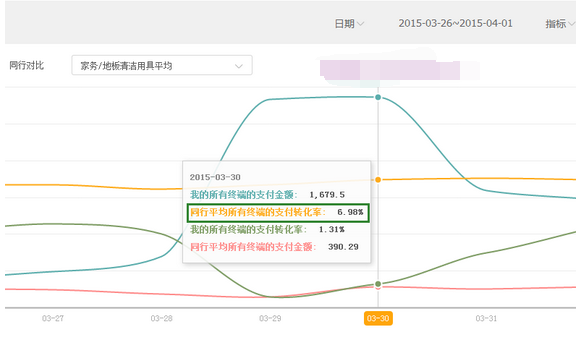 日期 2015-03-26~2015-04-01 指标
同行对比 家务/地板清洁用具平均
2015-03-30
我的所有终端的支付金额: 1,679.5
同行平均所有终端的支付转化率: 6.98%
我的所有终端的支付转化率: 1.31%
同行平均所有终端的支付金额: 390.29
03-27 03-28 03-29 03-30 03-31